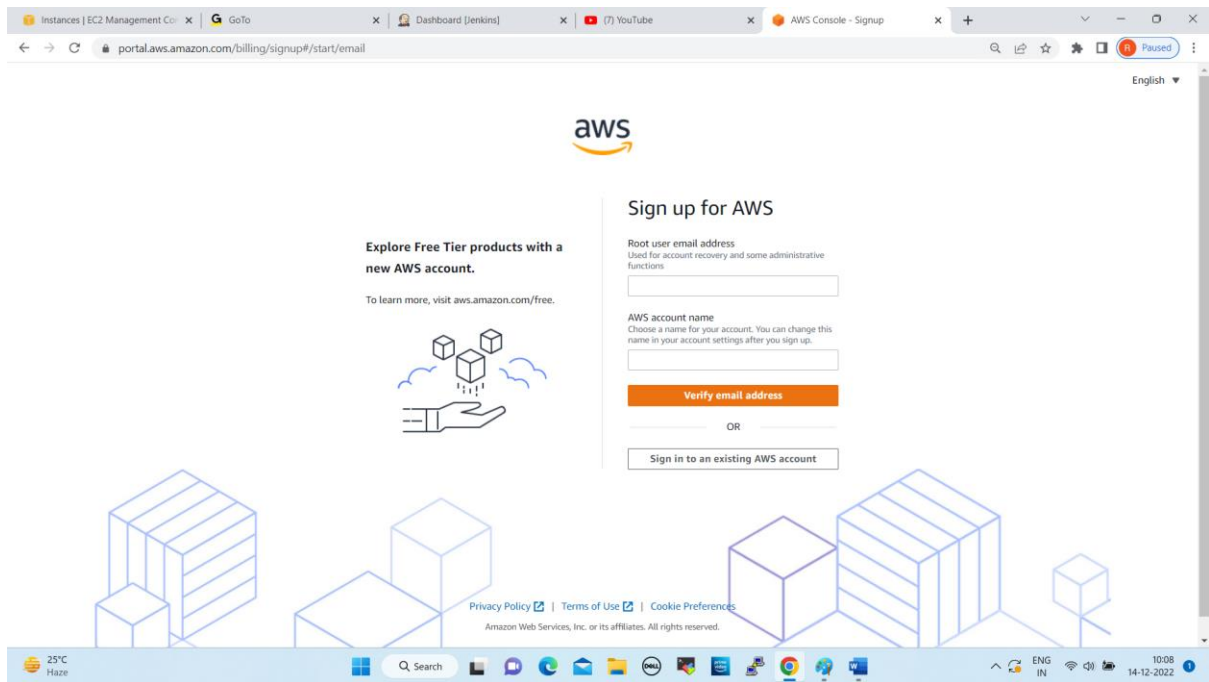 Instances | EC2 Management Con
GoTo
Dashboard [Jenkins]
(7) YouTube
AWS Console - Signup
portal.aws.amazon.com/billing/signup#/start/email
R Paused
English
aws
Explore Free Tier products with a
new AWS account.
To learn more, visit aws.amazon.com/free.
Sign up for AWS
Root user email address
Used for account recovery and some administrative
functions
AWS account name
Choose a name for your account. You can change this
name in your account settings after you sign up.
Verify email address
OR
Sign in to an existing AWS account
Privacy Policy | Terms of Use | Cookie Preferences
Amazon Web Services, Inc. or its affiliates. All rights reserved.
25°C
Haze
Search
DELL
ENG
IN
10:08
14-12-2022
1